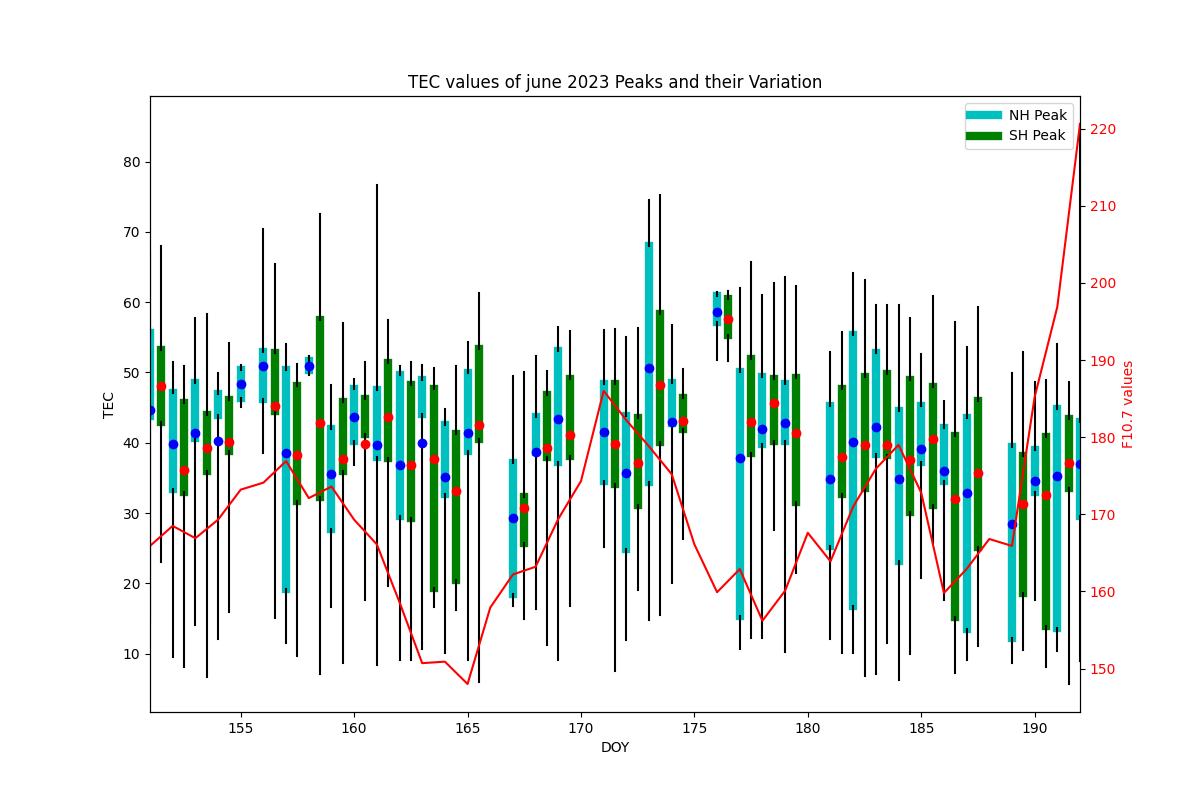 TEC values of june 2023 Peaks and their Variation
NH Peak
SH Peak
TEC
80
70
60
50
40
30
20
10
220
210
200
190
180
170
160
150
F10.7 values
155 160 165 170 175 180 185 190
DOY